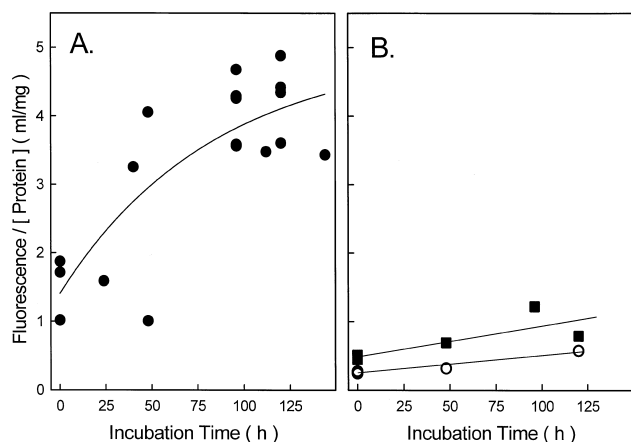 A.
B.
Fluorescence / [ Protein ] ( ml/mg )
5
4
3
2
1
0
0 25 50 75 100 125
0 25 50 75 100 125
Incubation Time ( h )
Incubation Time ( h )